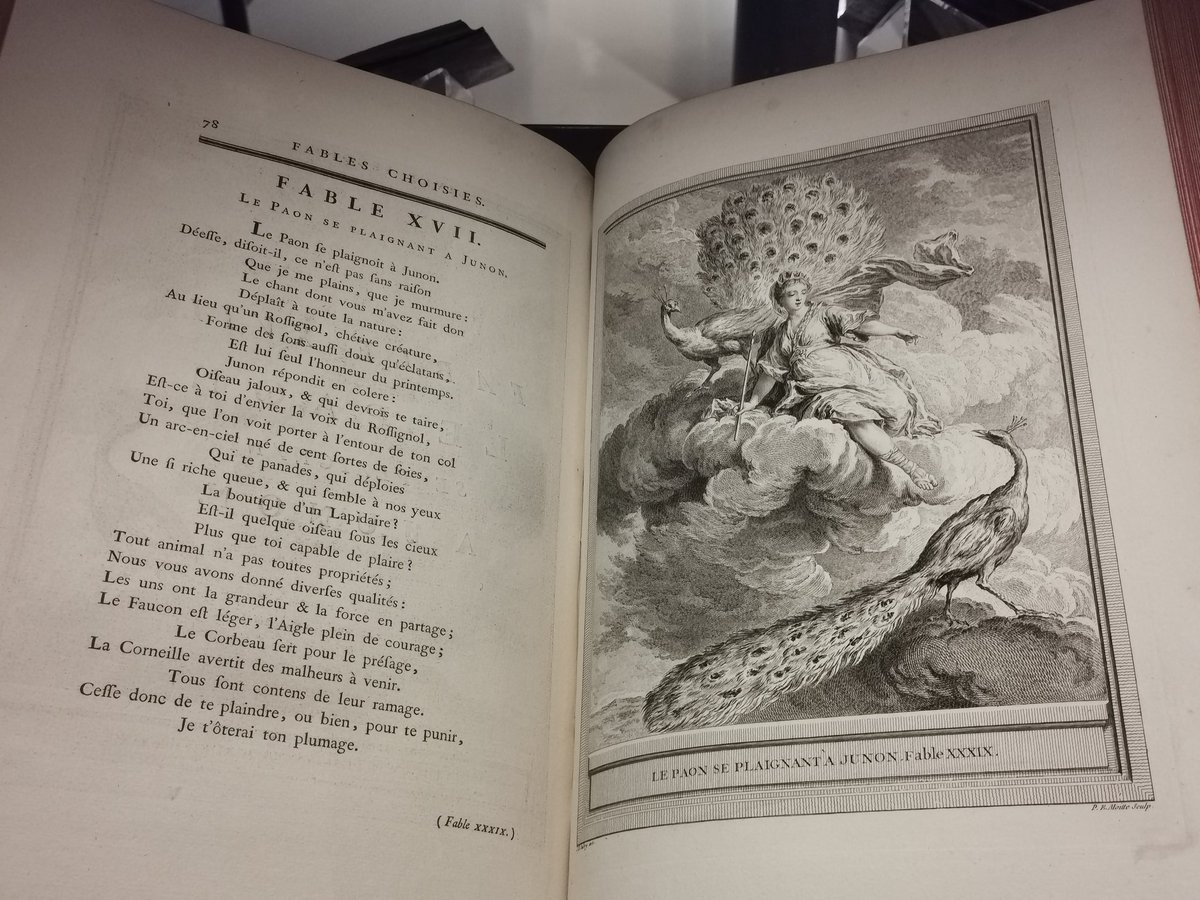 78
FABLES CHOISIES.
FABLE XVII.
LE PAON SE PLAIGNANT A JUNON.
Le Paon ſe plaignoit à Junon.
Déeſſe, diſoit-il, ce n'eſt pas ſans raiſon
Que je me plains, que je murmure:
Le chant dont vous m'avez fait don
Déplaît à toute la nature:
Au lieu qu'un Roſſignol, chétive créature,
Forme des ſons auſſi doux qu'éclatans,
Eſt lui ſeul l'honneur du printemps.
Junon répondit en colere:
Oiſeau jaloux, & qui devrois te taire,
Eſt-ce à toi d'envier la voix du Roſſignol,
Toi, que l'on voit porter à l'entour de ton col
Un arc-en-ciel nué de cent ſortes de ſoies,
Qui te panades, qui déploies
Une ſi riche queue, & qui ſemble à nos yeux
La boutique d'un Lapidaire?
Eſt-il quelque oiſeau ſous les cieux
Plus que toi capable de plaire?
Tout animal n'a pas toutes propriétés;
Nous vous avons donné diverſes qualités:
Les uns ont la grandeur & la force en partage;
Le Faucon eſt léger, l'Aigle plein de courage;
Le Corbeau ſert pour le préſage,
La Corneille avertit des malheurs à venir.
Tous ſont contens de leur ramage.
Ceſſe donc de te plaindre, ou bien, pour te punir,
Je t'ôterai ton plumage.
(Fable XXXIX.)
LE PAON SE PLAIGNANT À JUNON. Fable XXXIX.
Sculp